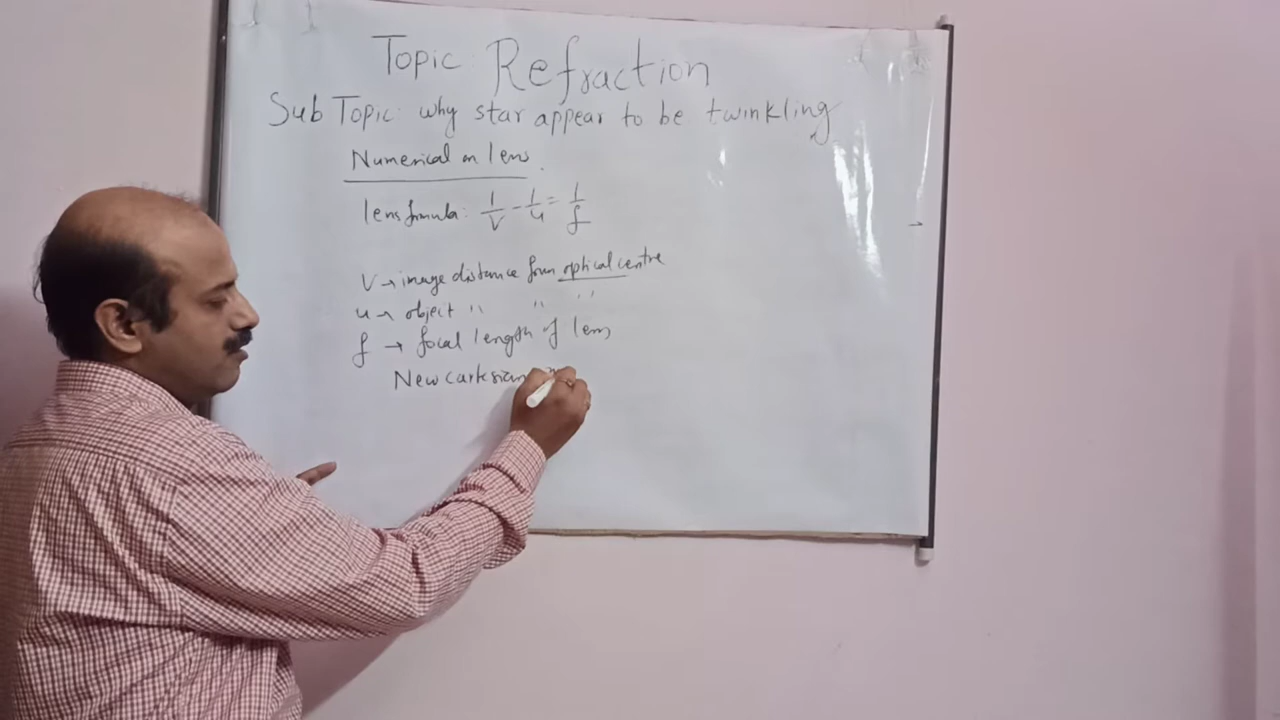 Topic: Refraction
Sub Topic: why star appear to be twinkling
Numerical on lens.
lens formula: 1/v - 1/u = 1/f
v → image distance from optical centre
u → object " " "
f → focal length of lens
New cartesian